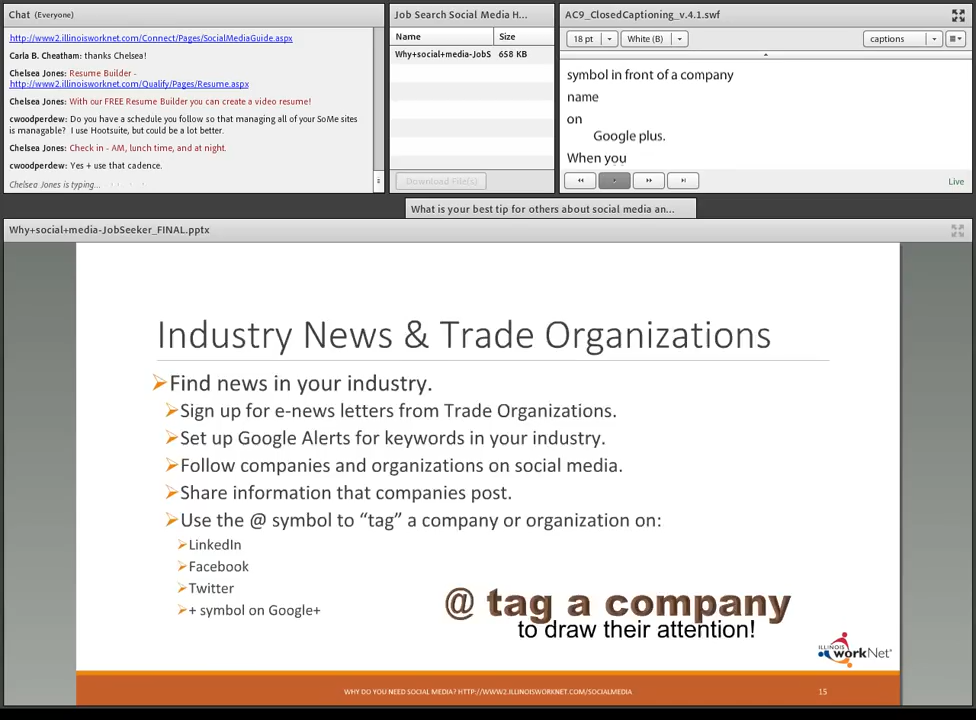 Chat (Everyone)
http://www2.illinoisworknet.com/Connect/Pages/SocialMediaGuide.aspx
Carla B. Cheatham: thanks Chelsea!
Chelsea Jones: Resume Builder -
http://www2.illinoisworknet.com/Qualify/Pages/Resume.aspx
Chelsea Jones: With our FREE Resume Builder you can create a video resume!
cwoodperdew: Do you have a schedule you follow so that managing all of your SoMe sites
is managable? I use Hootsuite, but could be a lot better.
Chelsea Jones: Check in - AM, lunch time, and at night.
cwoodperdew: Yes + use that cadence.
Chelsea Jones is typing...
Job Search Social Media H...
Name Size
Why+social+media-JobS 658 KB
Download File(s)
AC9_ClosedCaptioning_v.4.1.swf
18 pt White (B) captions
symbol in front of a company
name
on
Google plus.
When you
Live
What is your best tip for others about social media an...
Why+social+media-JobSeeker_FINAL.pptx
Industry News & Trade Organizations
Find news in your industry.
Sign up for e-news letters from Trade Organizations.
Set up Google Alerts for keywords in your industry.
Follow companies and organizations on social media.
Share information that companies post.
Use the @ symbol to “tag” a company or organization on:
LinkedIn
Facebook
Twitter
+ symbol on Google+
@ tag a company
to draw their attention!
ILLINOIS
workNet
WHY DO YOU NEED SOCIAL MEDIA? HTTP://WWW2.ILLINOISWORKNET.COM/SOCIALMEDIA
15